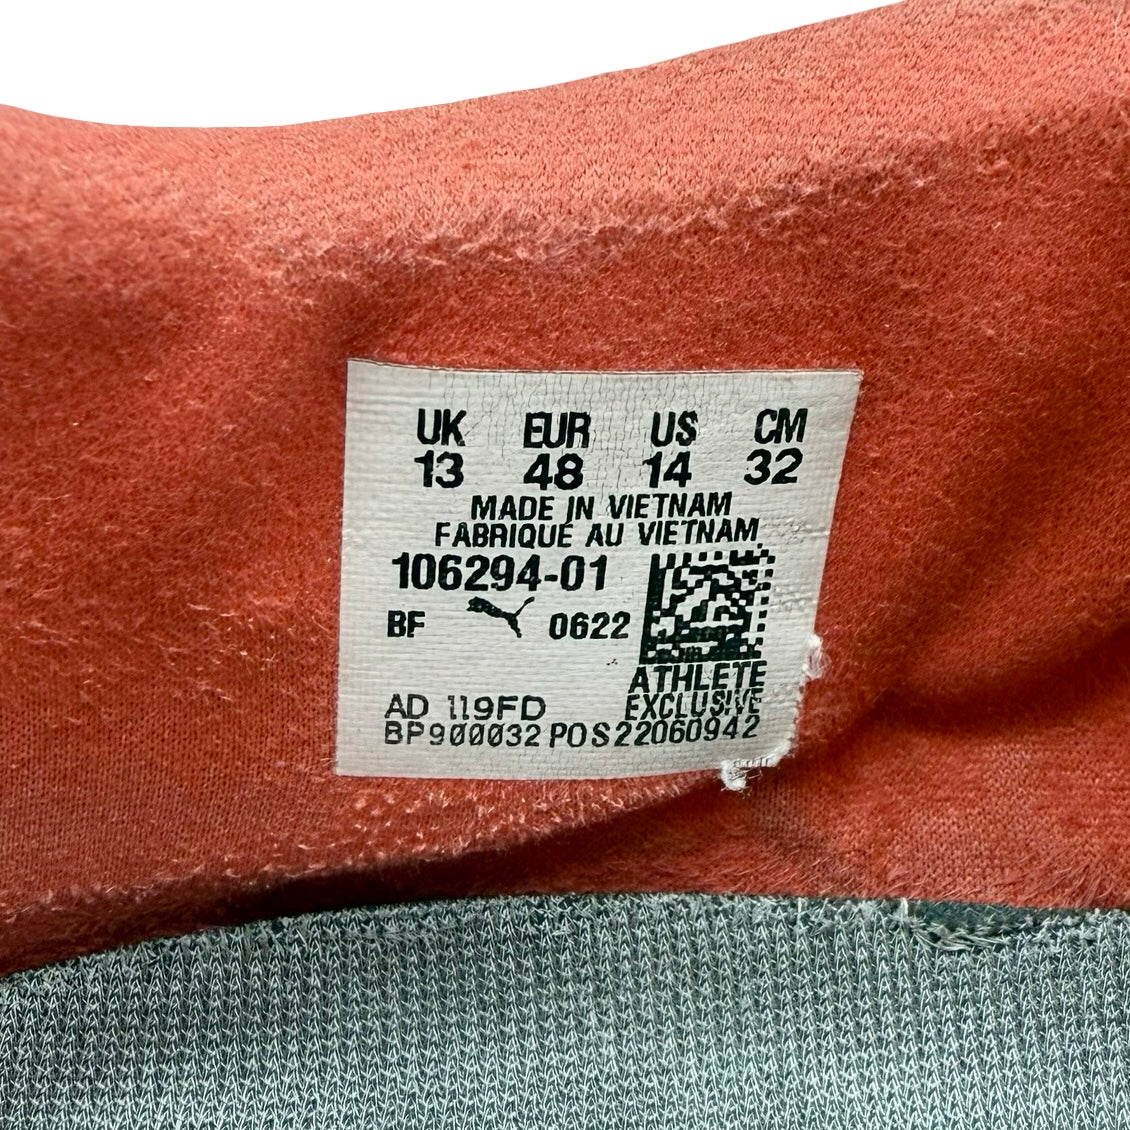 UK EUR US CM
13 48 14 32
MADE IN VIETNAM
FABRIQUÉ AU VIETNAM
106294-01
BF 0622
ATHLETE
EXCLUSIVE
AD 119FD
BP900032 POS22060942